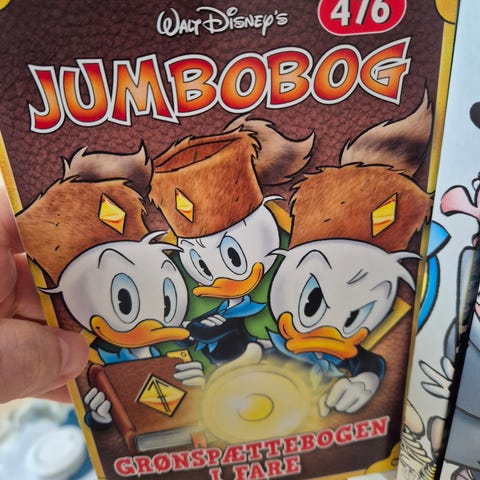 Walt Disney's
476
JUMBOBOG
GRØNSPÆTTEBOGEN
I FARE